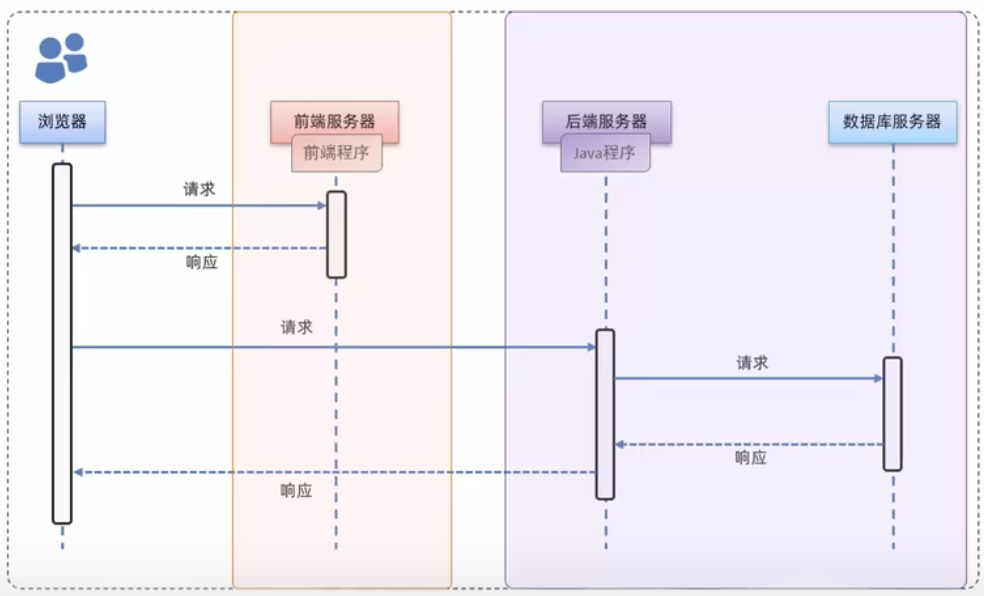 浏览器
前端服务器
前端程序
后端服务器
Java程序
数据库服务器
请求
响应
请求
请求
响应
响应